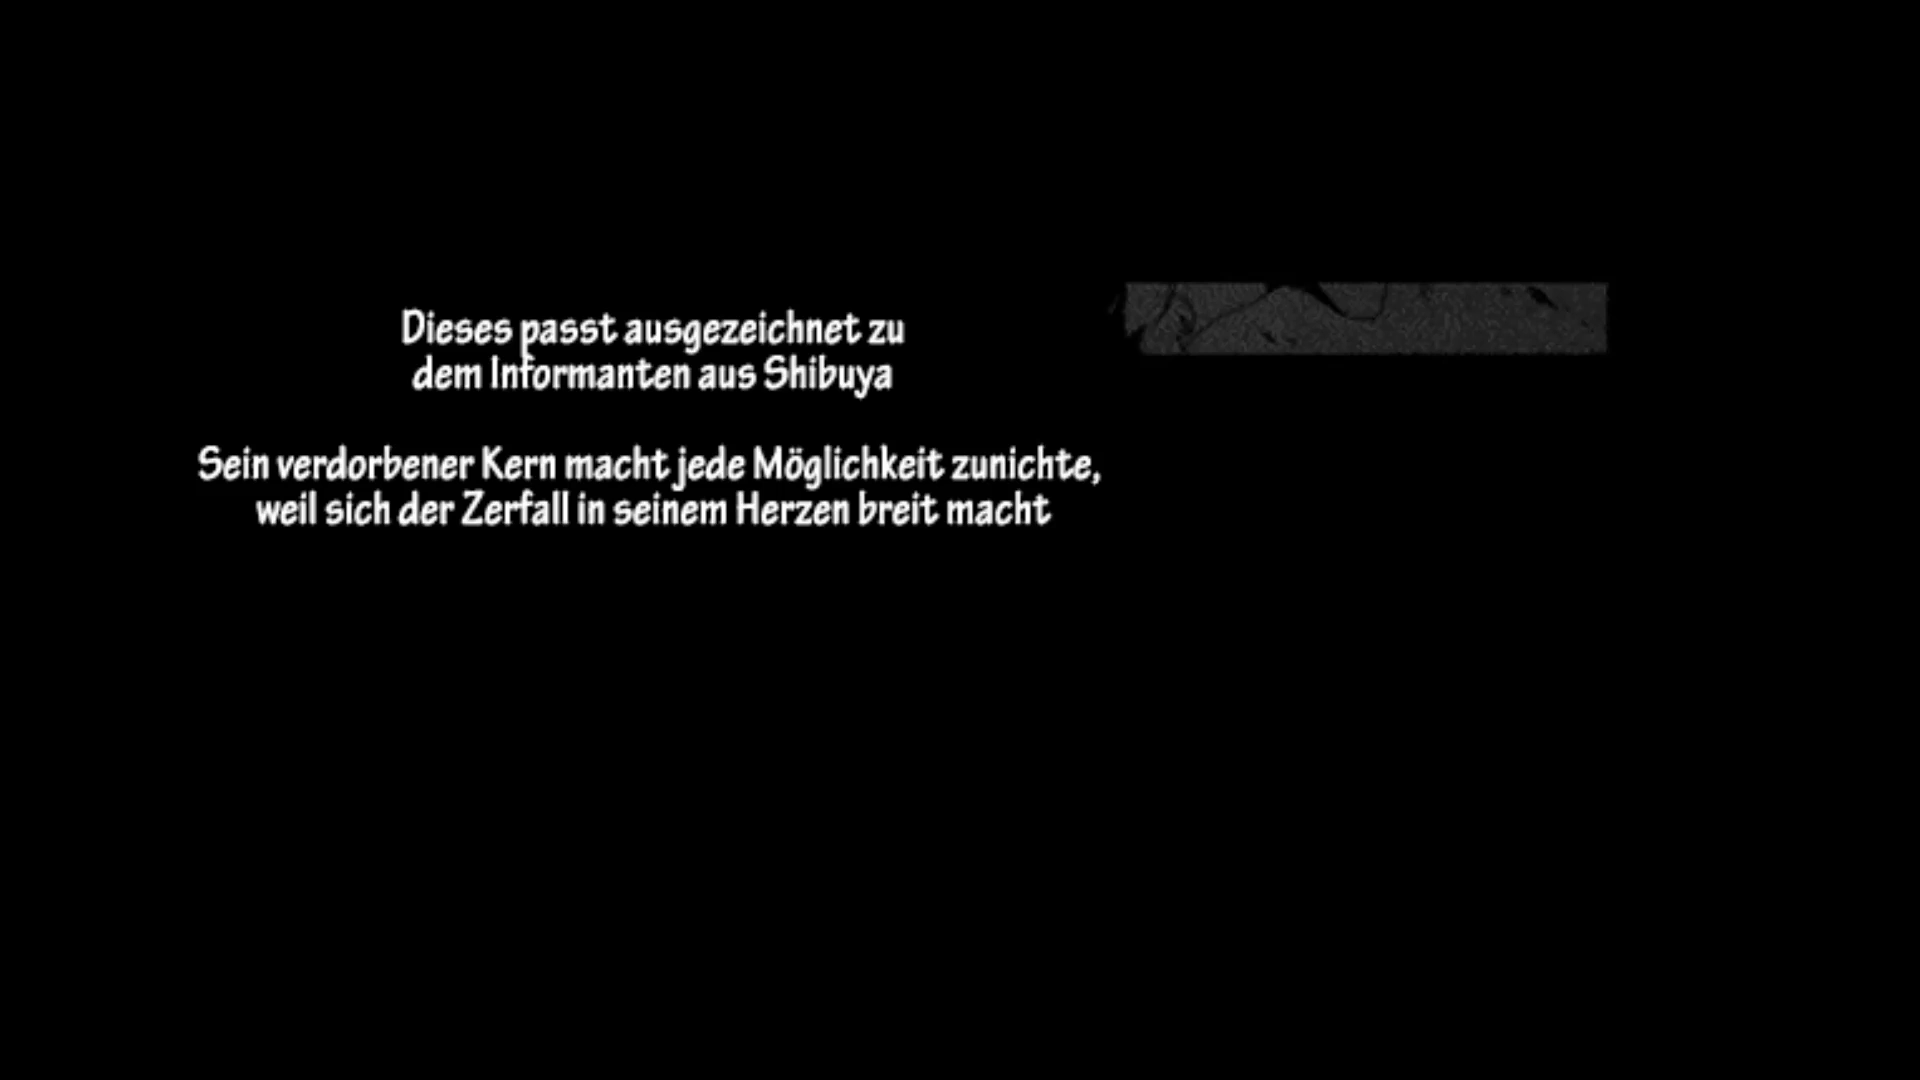 Dieses passt ausgezeichnet zu
dem Informanten aus Shibuya
Sein verdorbener Kern macht jede Möglichkeit zunichte,
weil sich der Zerfall in seinem Herzen breit macht